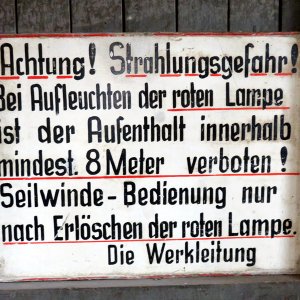 Achtung! Strahlungsgefahr!
Bei Aufleuchten der roten Lampe
ist der Aufenthalt innerhalb
mindest. 8 Meter verboten!
Seilwinde - Bedienung nur
nach Erlöschen der roten Lampe.
Die Werkleitung